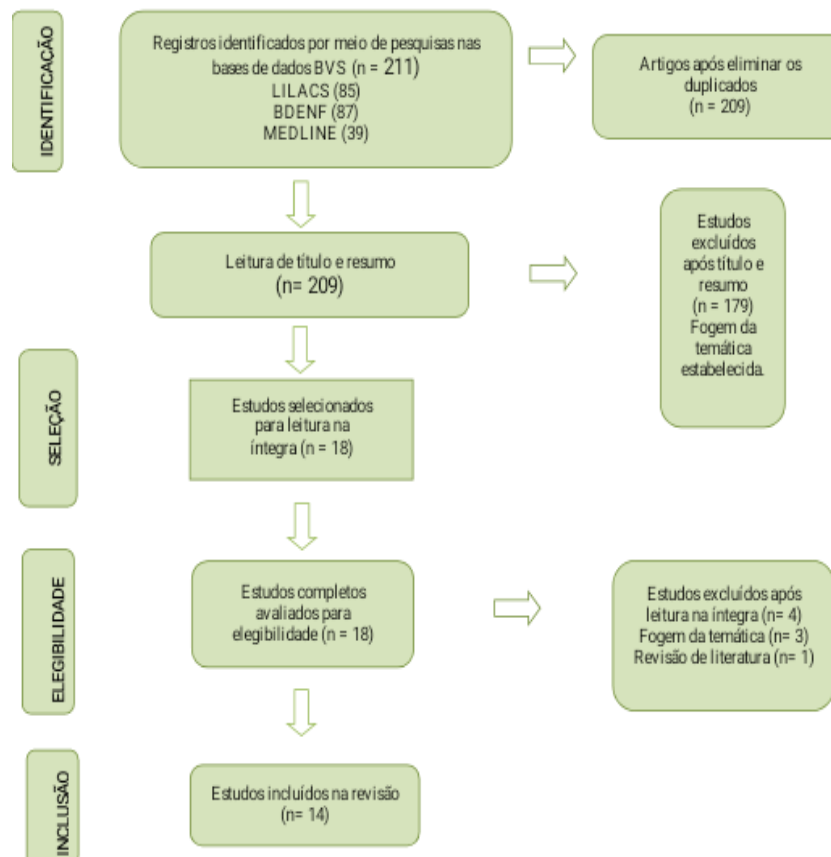 IDENTIFICAÇÃO
Registros identificados por meio de pesquisas nas
bases de dados BVS (n = 211)
LILACS (85)
BDENF (87)
MEDLINE (39)
Artigos após eliminar os
duplicados
(n = 209)
Leitura de título e resumo
(n= 209)
Estudos
excluídos
após título e
resumo
(n = 179)
Fogem da
temática
estabelecida.
SELEÇÃO
Estudos selecionados
para leitura na
íntegra (n = 18)
ELEGIBILIDADE
Estudos completos
avaliados para
elegibilidade (n = 18)
Estudos excluídos após
leitura na íntegra (n= 4)
Fogem da temática (n= 3)
Revisão de literatura (n= 1)
INCLUSÃO
Estudos incluídos na revisão
(n= 14)